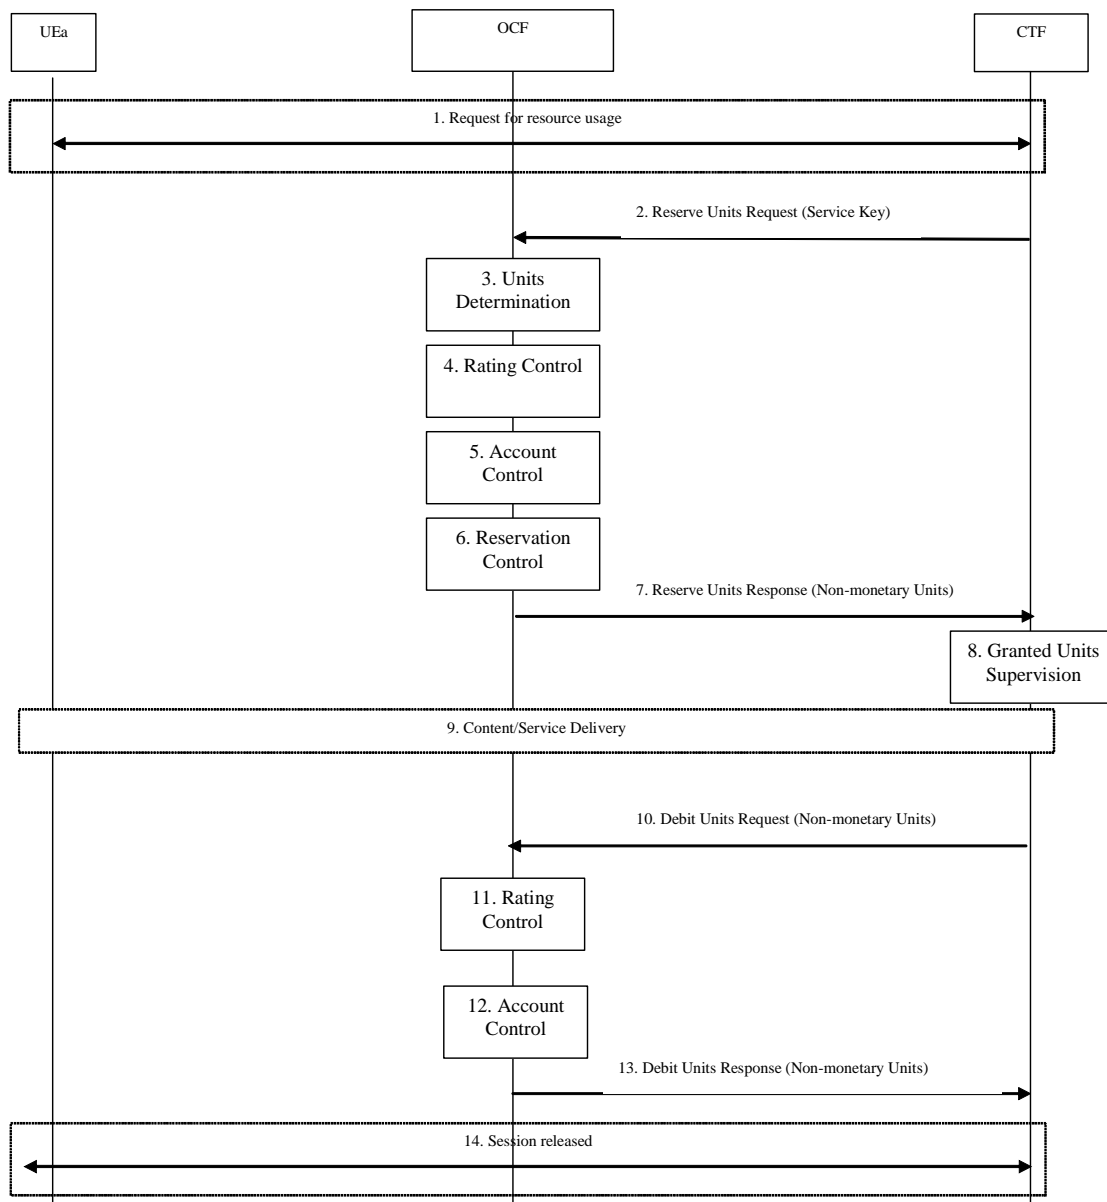 UEa
OCF
CTF
1. Request for resource usage
2. Reserve Units Request (Service Key)
3. Units
Determination
4. Rating Control
5. Account
Control
6. Reservation
Control
7. Reserve Units Response (Non-monetary Units)
8. Granted Units
Supervision
9. Content/Service Delivery
10. Debit Units Request (Non-monetary Units)
11. Rating
Control
12. Account
Control
13. Debit Units Response (Non-monetary Units)
14. Session released